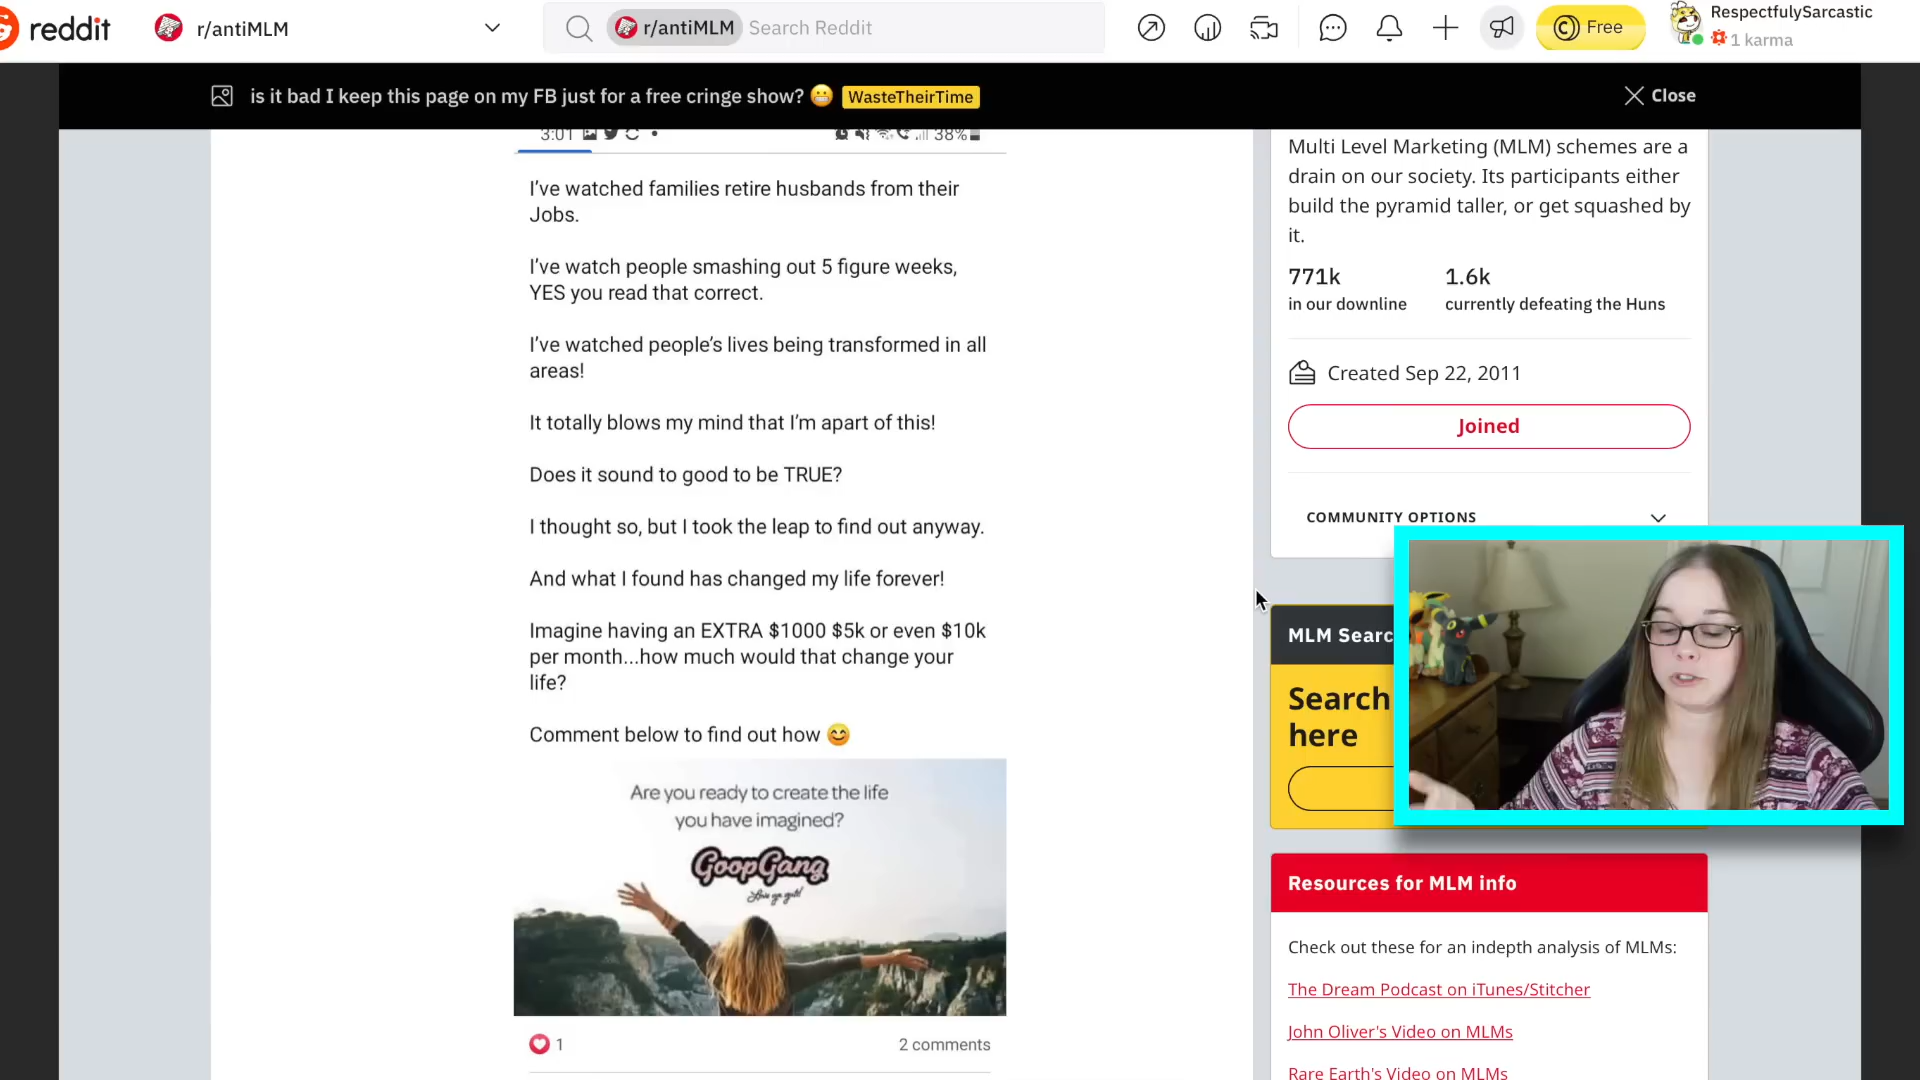 reddit
r/antiMLM
r/antiMLM Search Reddit
Free
RespectfulySarcastic
1 karma
is it bad I keep this page on my FB just for a free cringe show? 😬 WasteTheirTime
Close
3:01
38%
I've watched families retire husbands from their
Jobs.
I've watch people smashing out 5 figure weeks,
YES you read that correct.
I've watched people's lives being transformed in all
areas!
It totally blows my mind that I'm apart of this!
Does it sound to good to be TRUE?
I thought so, but I took the leap to find out anyway.
And what I found has changed my life forever!
Imagine having an EXTRA $1000 $5k or even $10k
per month...how much would that change your
life?
Comment below to find out how 😊
Are you ready to create the life
you have imagined?
GoopGang
Love ya guts!
1
2 comments
Multi Level Marketing (MLM) schemes are a
drain on our society. Its participants either
build the pyramid taller, or get squashed by
it.
771k
1.6k
in our downline
currently defeating the Huns
Created Sep 22, 2011
Joined
COMMUNITY OPTIONS
MLM Searc
Search
here
Resources for MLM info
Check out these for an indepth analysis of MLMs:
The Dream Podcast on iTunes/Stitcher
John Oliver's Video on MLMs
Rare Earth's Video on MLMs